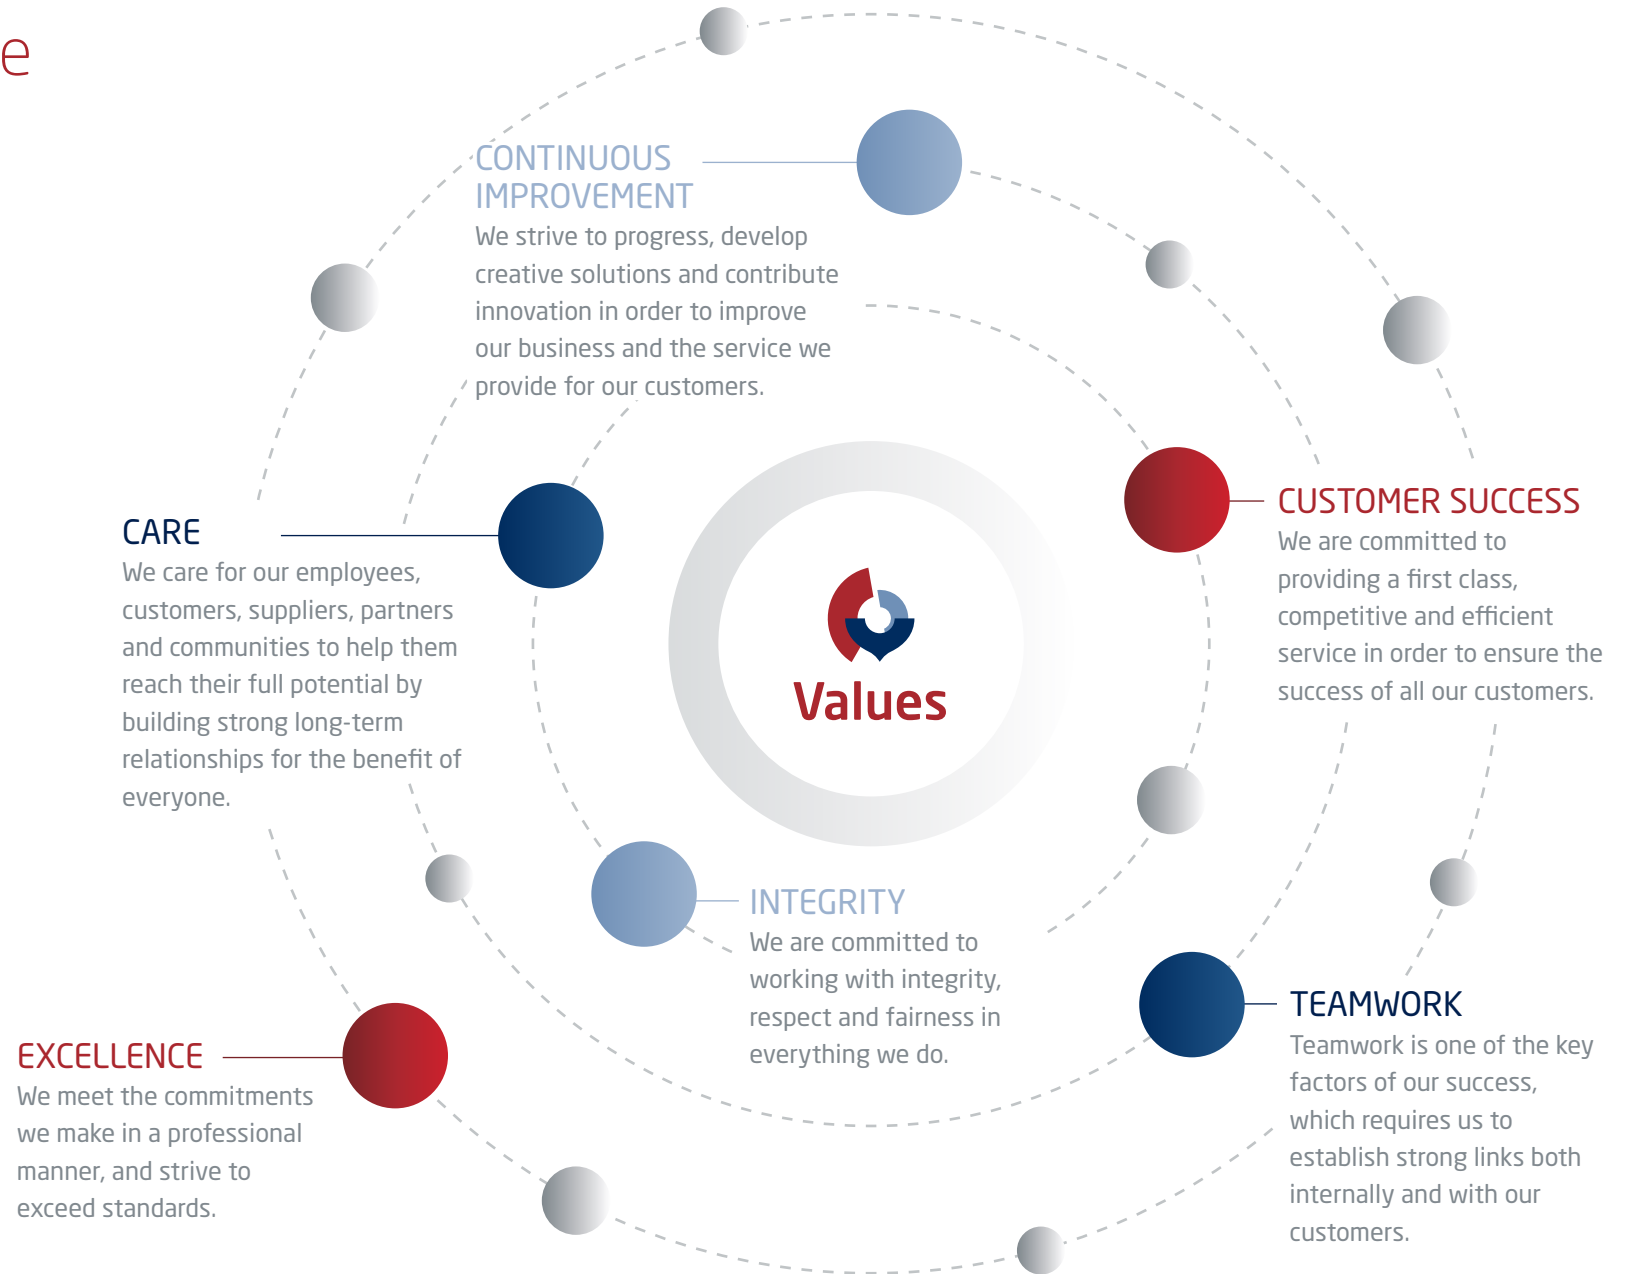 e
CONTINUOUS
IMPROVEMENT
We strive to progress, develop
creative solutions and contribute
innovation in order to improve
our business and the service we
provide for our customers.
CARE
We care for our employees,
customers, suppliers, partners
and communities to help them
reach their full potential by
building strong long-term
relationships for the benefit of
everyone.
CUSTOMER SUCCESS
We are committed to
providing a first class,
competitive and efficient
service in order to ensure the
success of all our customers.
Values
INTEGRITY
We are committed to
working with integrity,
respect and fairness in
everything we do.
EXCELLENCE
We meet the commitments
we make in a professional
manner, and strive to
exceed standards.
TEAMWORK
Teamwork is one of the key
factors of our success,
which requires us to
establish strong links both
internally and with our
customers.